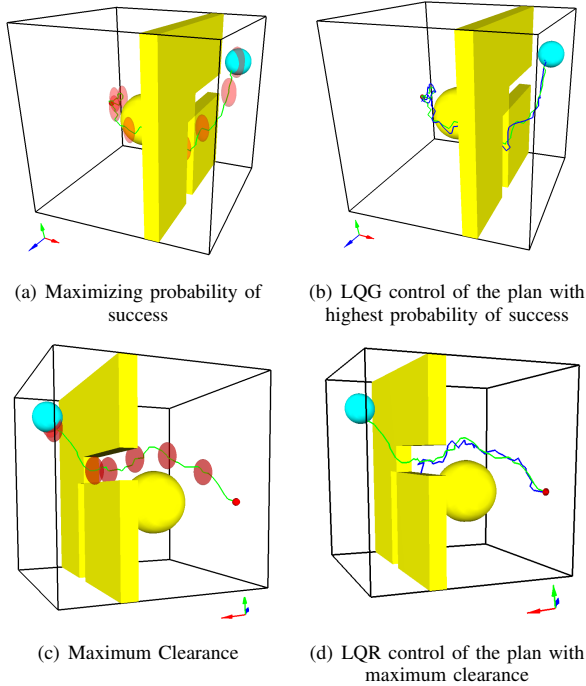 (a) Maximizing probability of
success
(b) LQG control of the plan with
highest probability of success
(c) Maximum Clearance
(d) LQR control of the plan with
maximum clearance